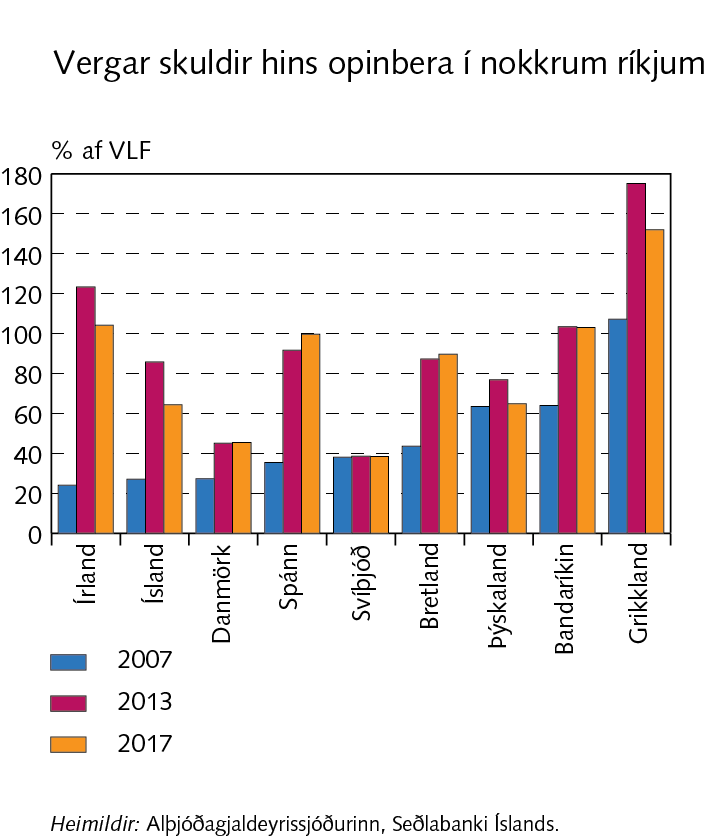 Vergar skuldir hins opinbera í nokkrum ríkjum
% af VLF
180
160
140
120
100
80
60
40
20
0
Írland
Ísland
Danmörk
Spánn
Svíþjóð
Bretland
Þýskaland
Bandaríkin
Grikkland
2007
2013
2017
Heimildir: Alþjóðagjaldeyrissjóðurinn, Seðlabanki Íslands.